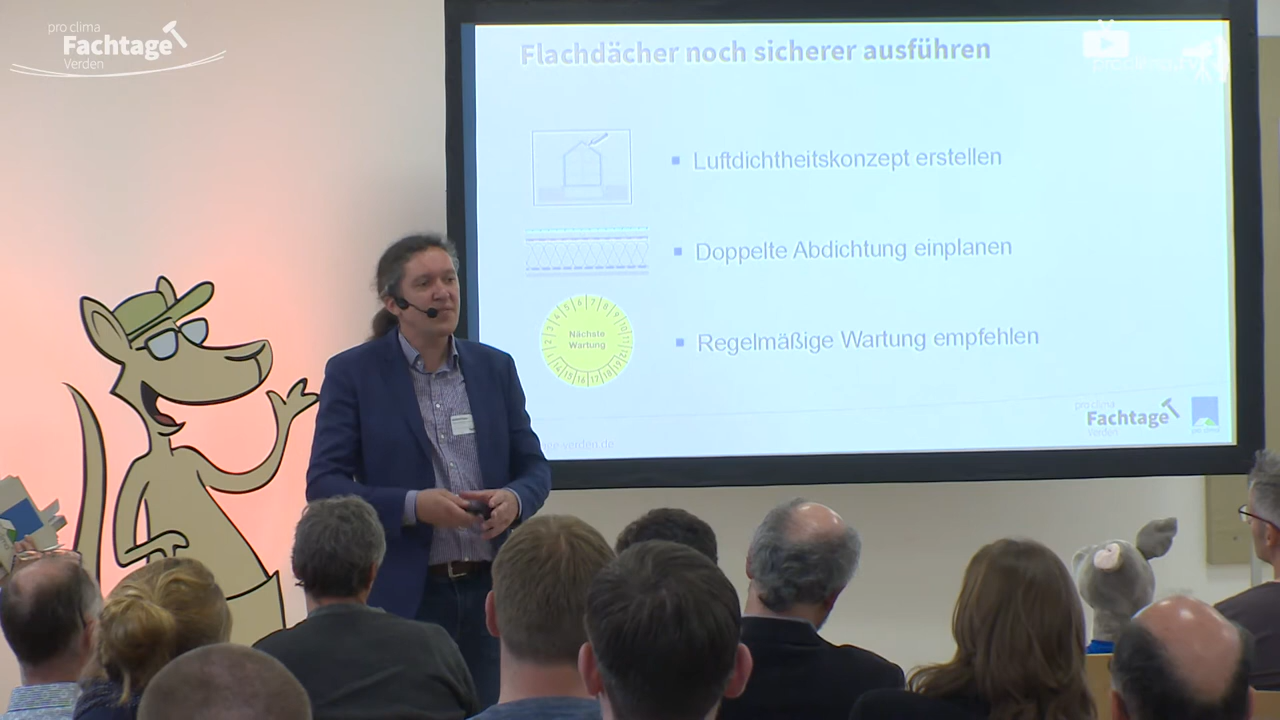 pro clima
Fachtage
Verden
Flachdächer noch sicherer ausführen
▪ Luftdichtheitskonzept erstellen
▪ Doppelte Abdichtung einplanen
Nächste
Wartung
▪ Regelmäßige Wartung empfehlen
pro clima
Fachtage
Verden